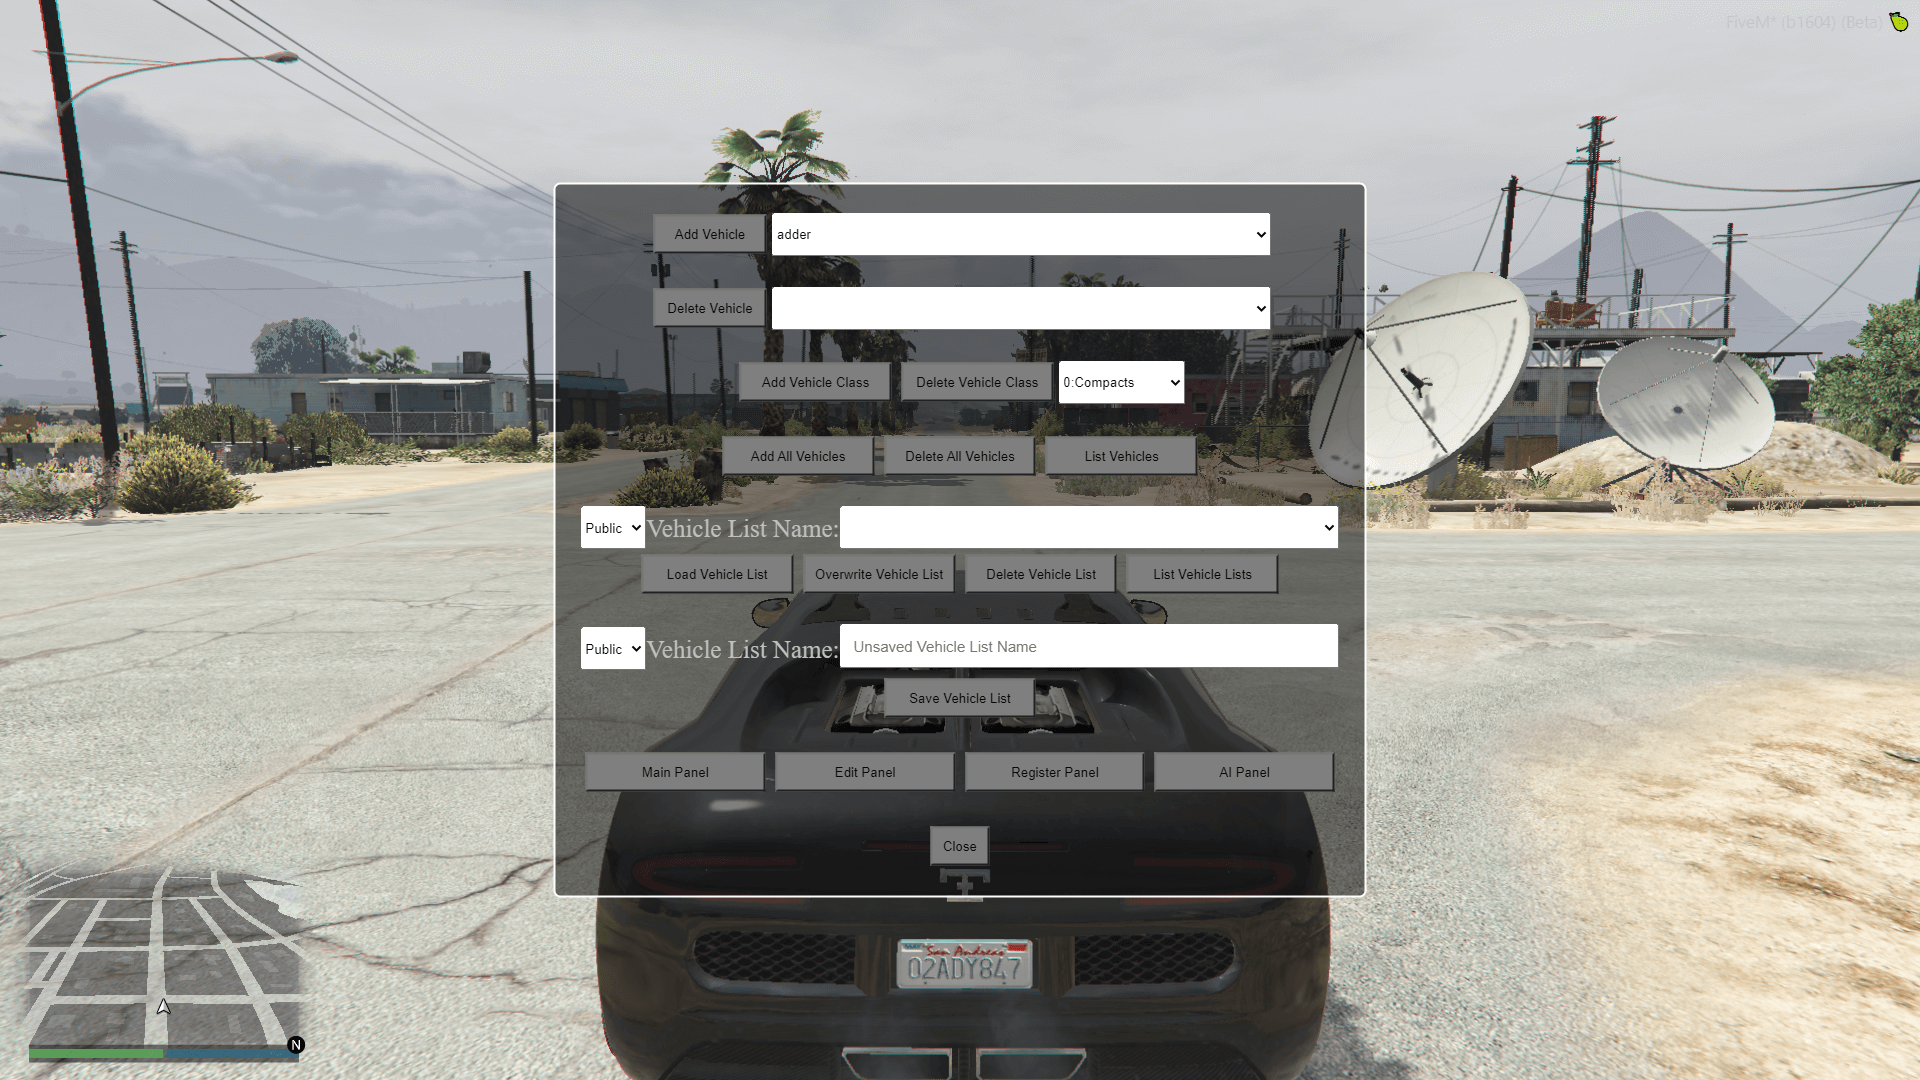 FiveM* (b1604) (Beta)
Add Vehicle adder
Delete Vehicle
Add Vehicle Class Delete Vehicle Class 0:Compacts
Add All Vehicles Delete All Vehicles List Vehicles
Public Vehicle List Name:
Load Vehicle List Overwrite Vehicle List Delete Vehicle List List Vehicle Lists
Public Vehicle List Name: Unsaved Vehicle List Name
Save Vehicle List
Main Panel Edit Panel Register Panel AI Panel
Close
San Andreas
02ADY847
N